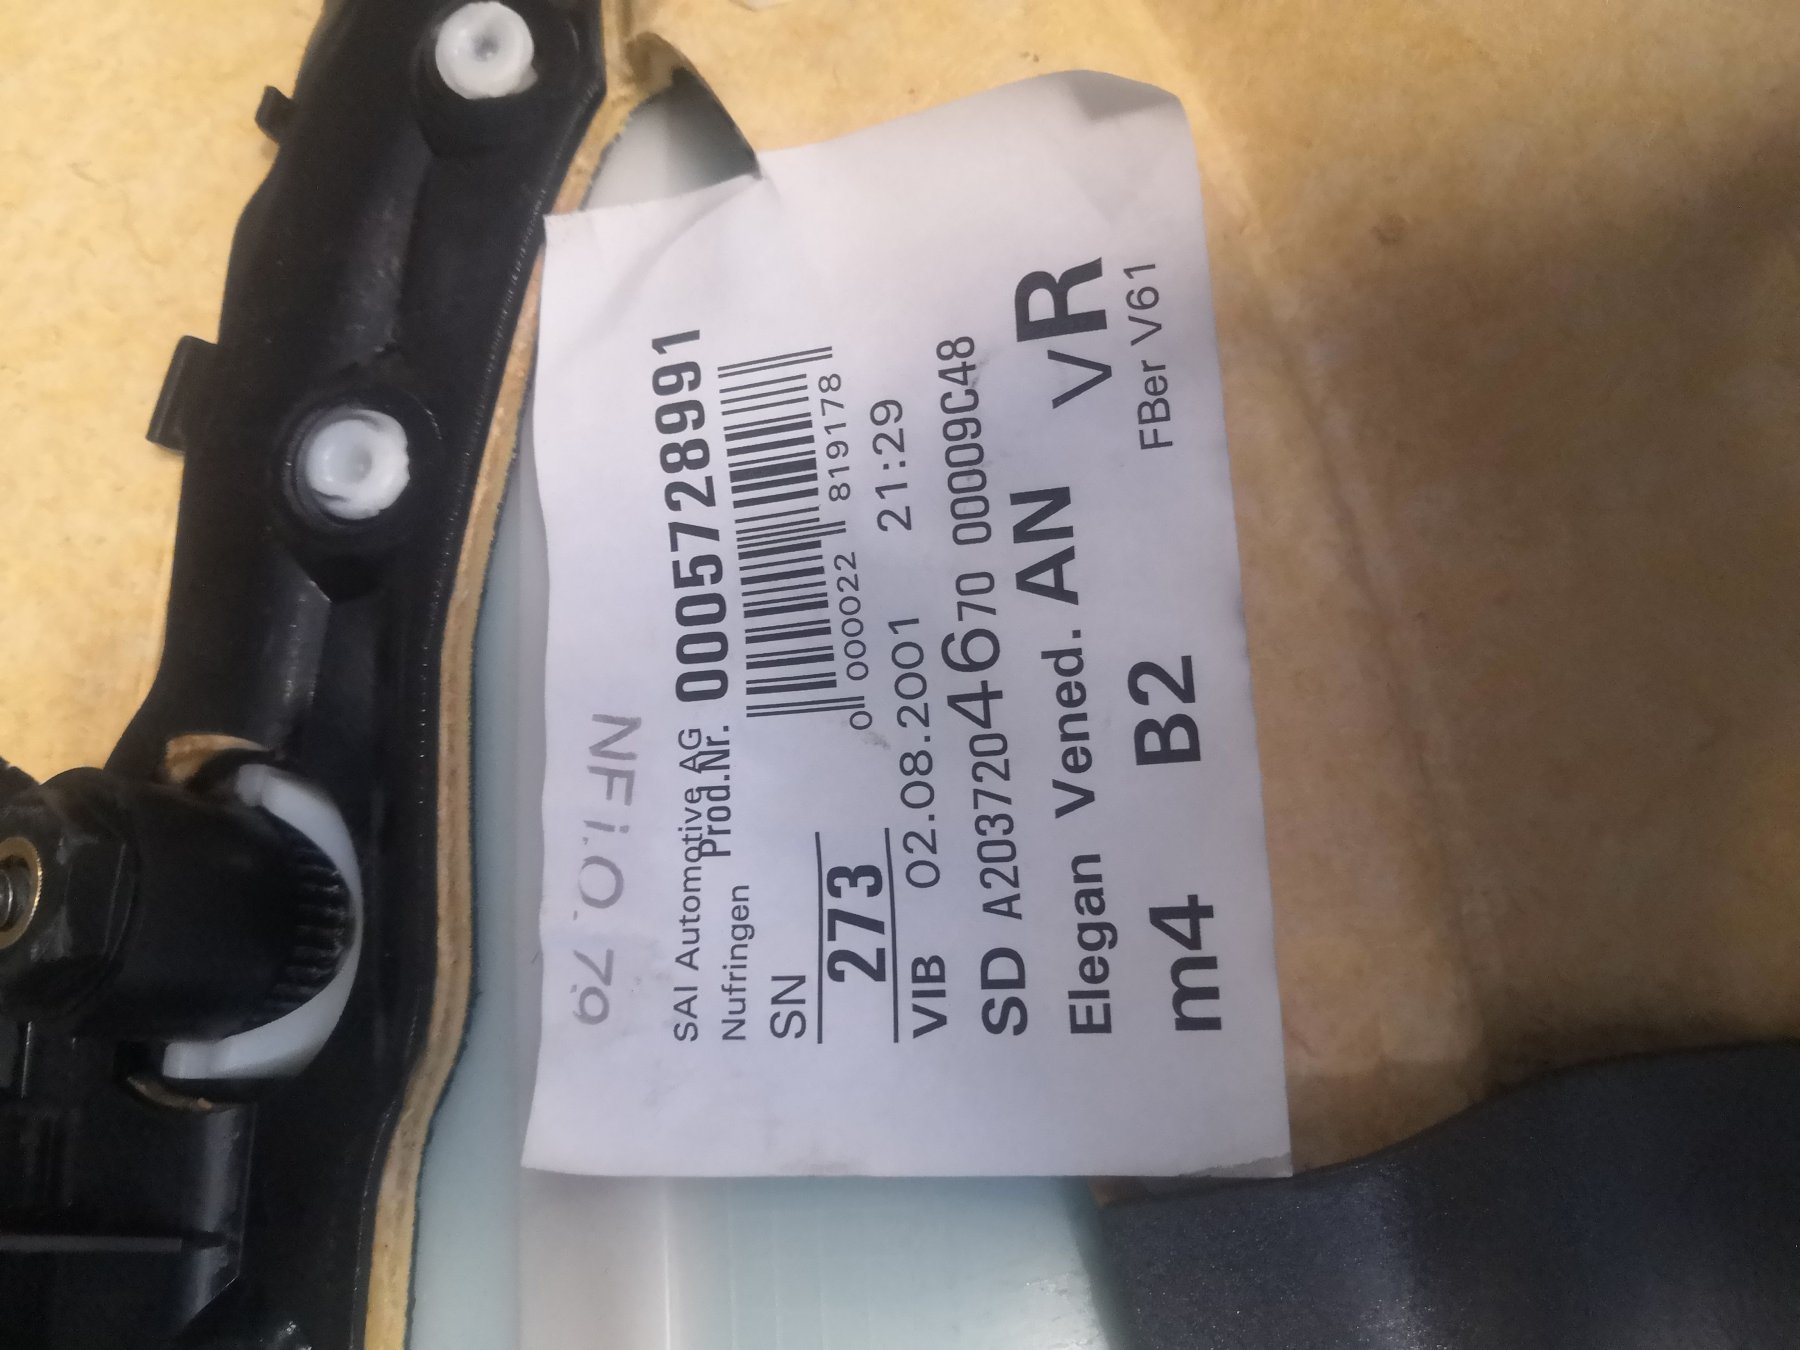 NFi.O. 79
SAI Automotive AG
Nufringen Prod.Nr. 000572891
SN
0 000022 819178
273
VIB 02.08.2001 21:29
SD A2037204670 00009C48
Elegan Vened. AN vR
m4 B2 FBer V61